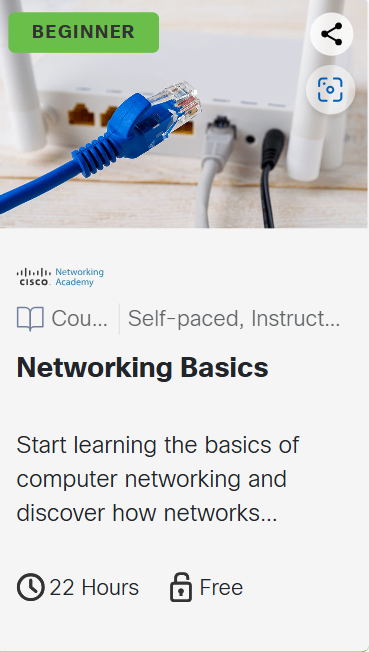 BEGINNER
Networking
CISCO Academy
Cou... Self-paced, Instruct...
Networking Basics
Start learning the basics of
computer networking and
discover how networks...
22 Hours Free